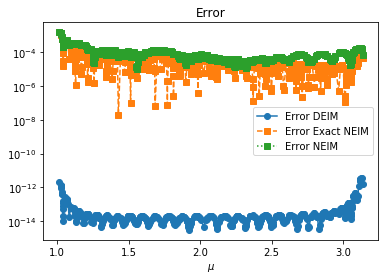 Error
10⁻⁴
10⁻⁶
10⁻⁸
10⁻¹⁰
10⁻¹²
10⁻¹⁴
Error DEIM
Error Exact NEIM
Error NEIM
1.0 1.5 2.0 2.5 3.0
μ